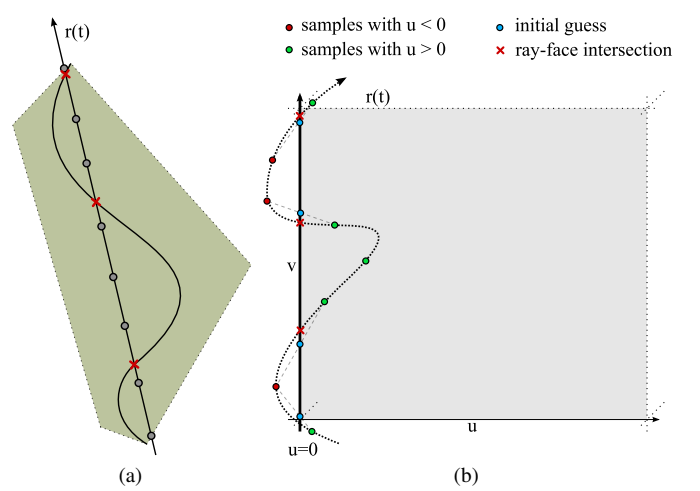 r(t)
samples with u < 0
samples with u > 0
initial guess
ray-face intersection
r(t)
v
u
u=0
(a)
(b)